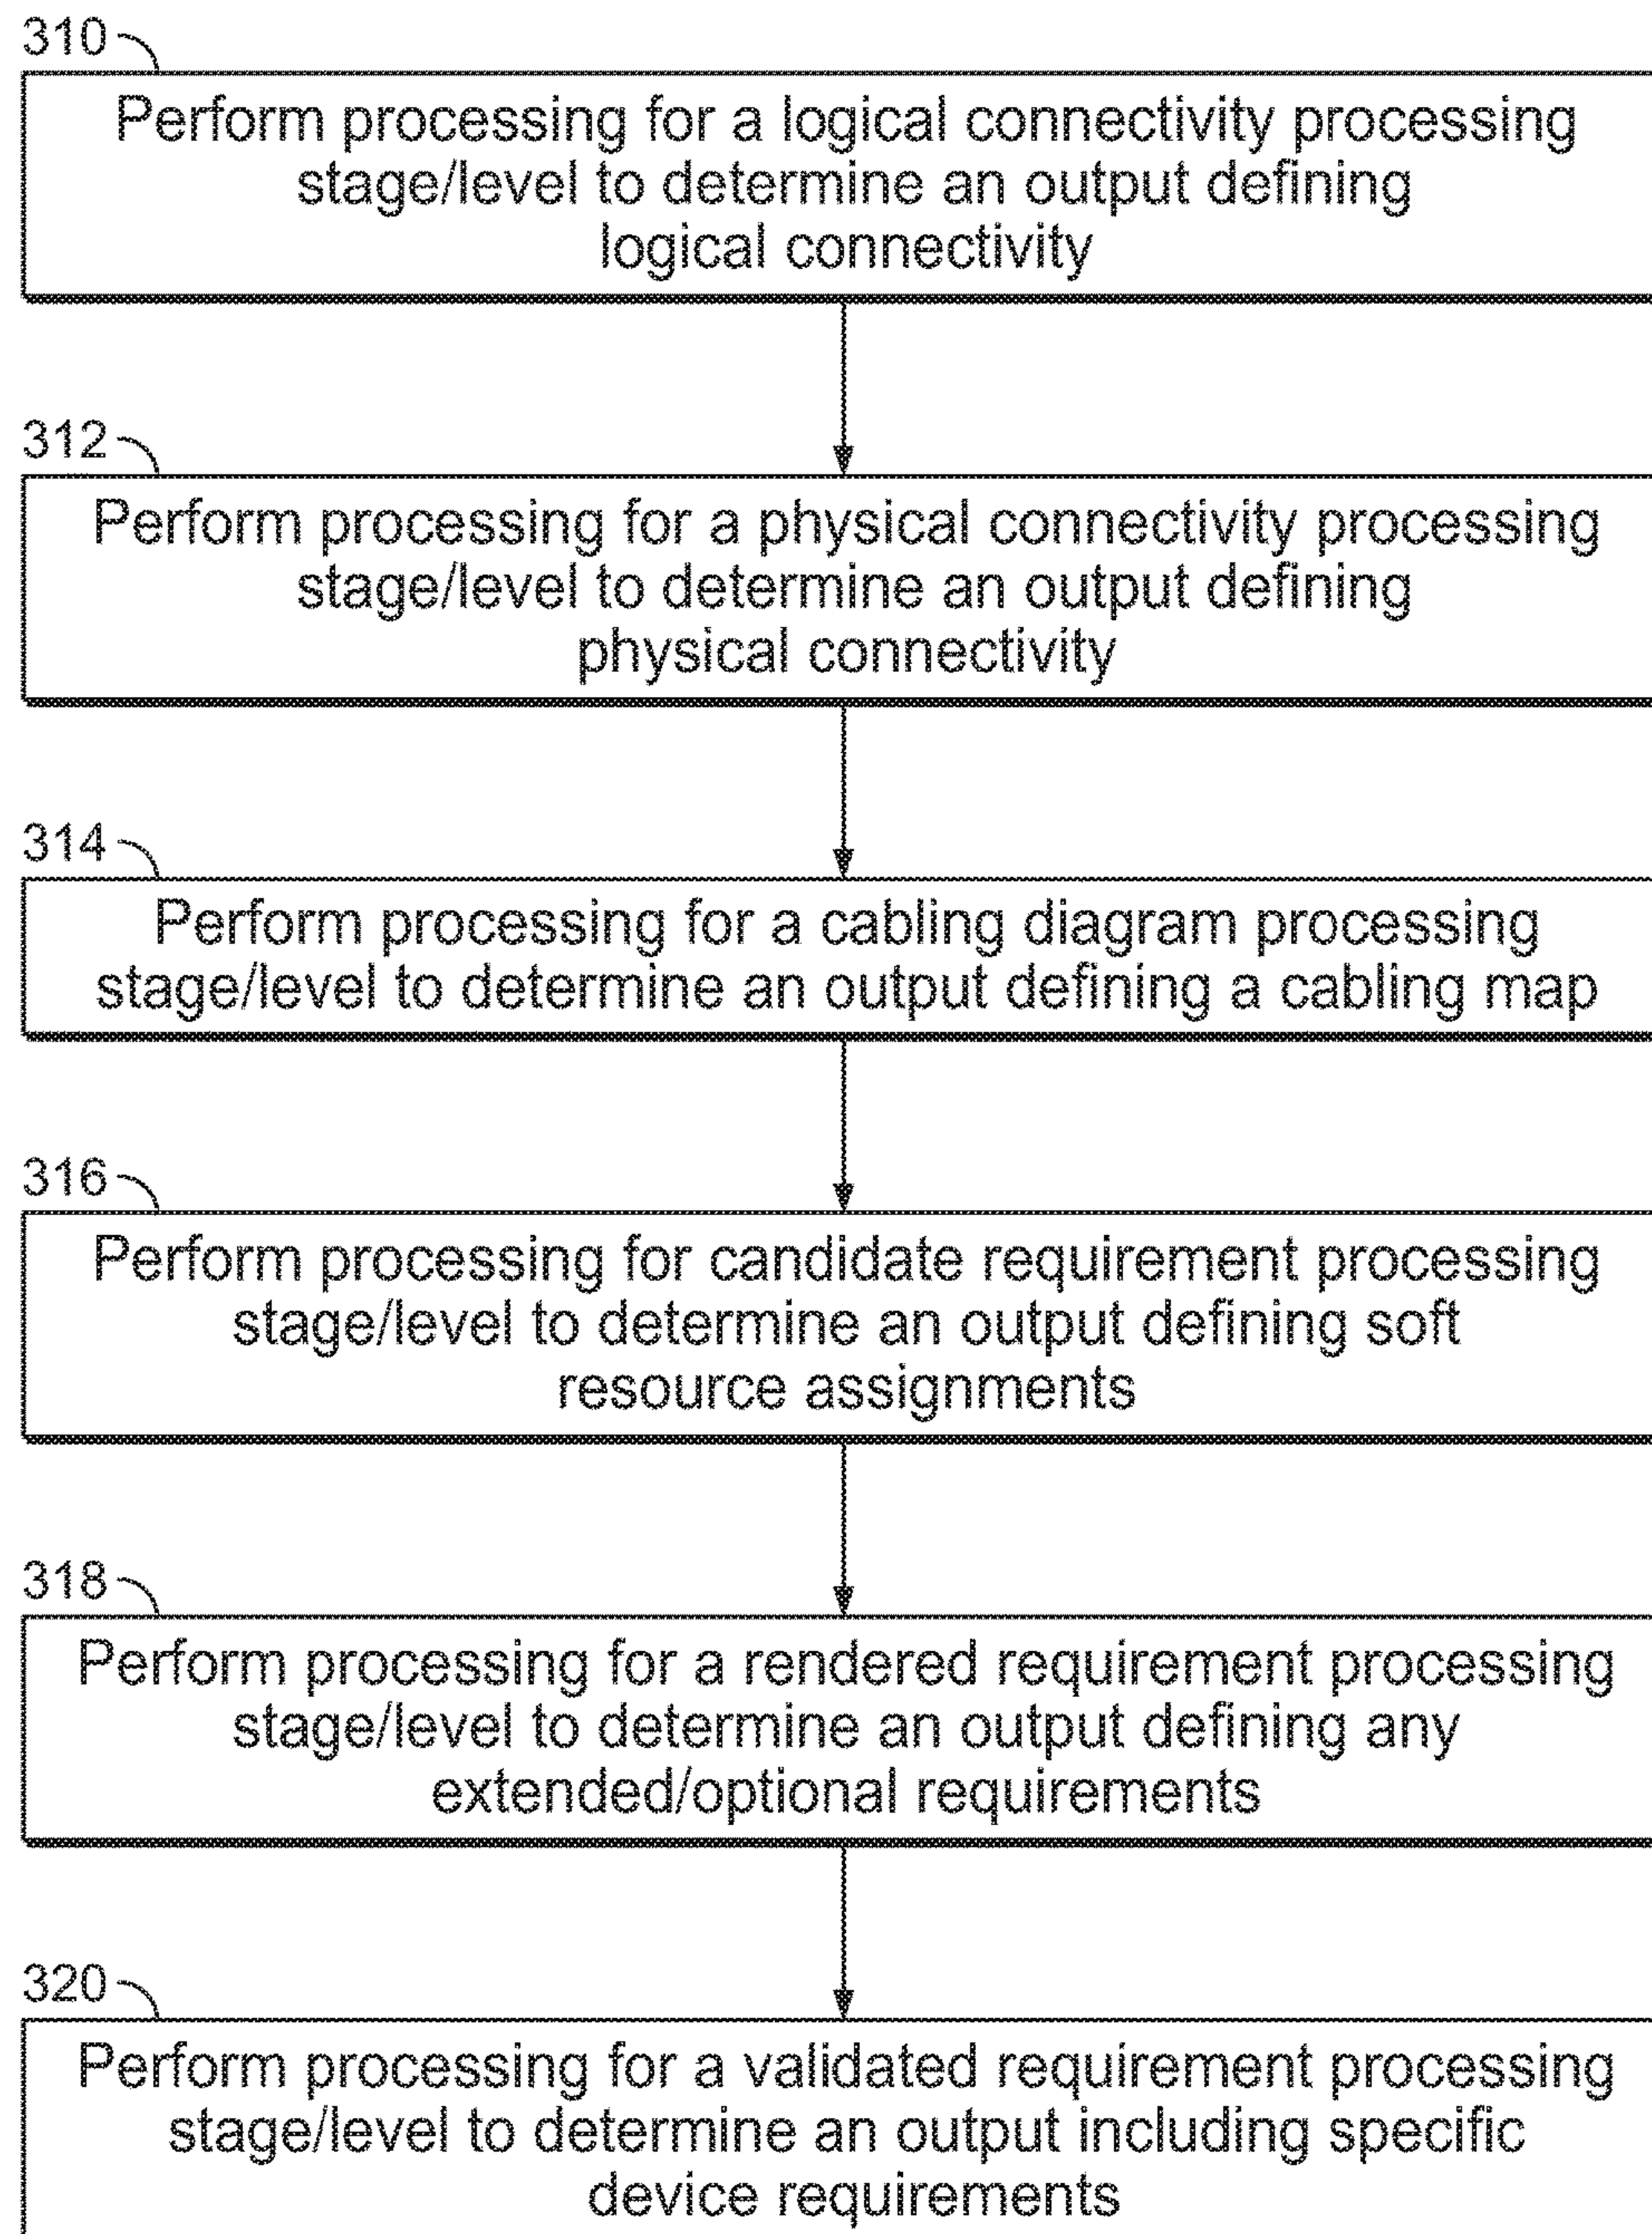 310
Perform processing for a logical connectivity processing
stage/level to determine an output defining
logical connectivity
312
Perform processing for a physical connectivity processing
stage/level to determine an output defining
physical connectivity
314
Perform processing for a cabling diagram processing
stage/level to determine an output defining a cabling map
316
Perform processing for candidate requirement processing
stage/level to determine an output defining soft
resource assignments
318
Perform processing for a rendered requirement processing
stage/level to determine an output defining any
extended/optional requirements
320
Perform processing for a validated requirement processing
stage/level to determine an output including specific
device requirements